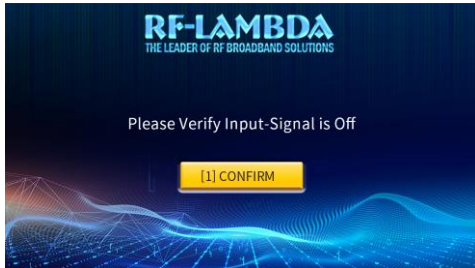 RF-LAMBDA
THE LEADER OF RF BROADBAND SOLUTIONS
Please Verify Input-Signal is Off
[1] CONFIRM